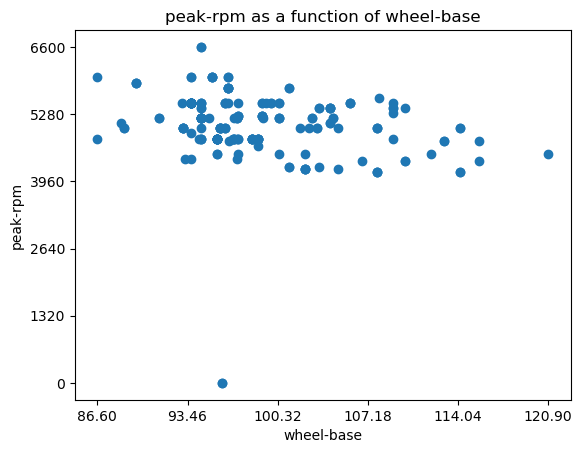 peak-rpm as a function of wheel-base
6600
5280
3960
2640
1320
0
peak-rpm
86.60 93.46 100.32 107.18 114.04 120.90
wheel-base